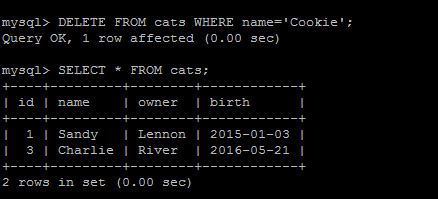 mysql> DELETE FROM cats WHERE name='Cookie';
Query OK, 1 row affected (0.00 sec)
mysql> SELECT * FROM cats;
+----+---------+--------+------------+
| id | name    | owner  | birth      |
+----+---------+--------+------------+
|  1 | Sandy   | Lennon | 2015-01-03 |
|  3 | Charlie | River  | 2016-05-21 |
+----+---------+--------+------------+
2 rows in set (0.00 sec)